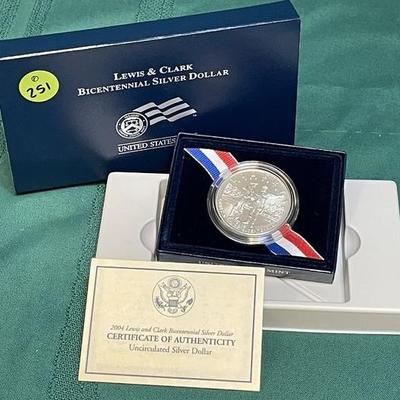 251
LEWIS & CLARK
BICENTENNIAL SILVER DOLLAR
UNITED STATES
MINT
2004 Lewis and Clark Bicentennial Silver Dollar
CERTIFICATE OF AUTHENTICITY
Uncirculated Silver Dollar